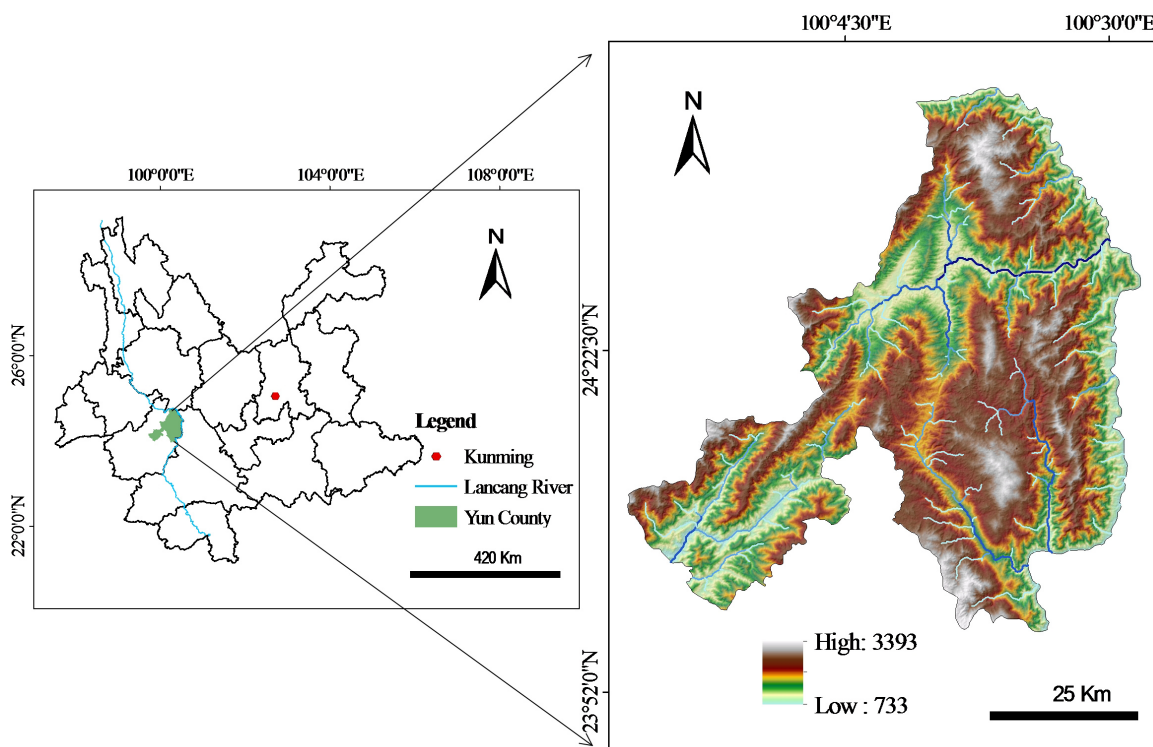 100°4'30"E
100°30'0"E
N
24°22'30"N
23°52'0"N
High: 3393
Low : 733
25 Km
100°0'0"E
104°0'0"E
108°0'0"E
N
26°0'0"N
22°0'0"N
Legend
Kunming
Lancang River
Yun County
420 Km